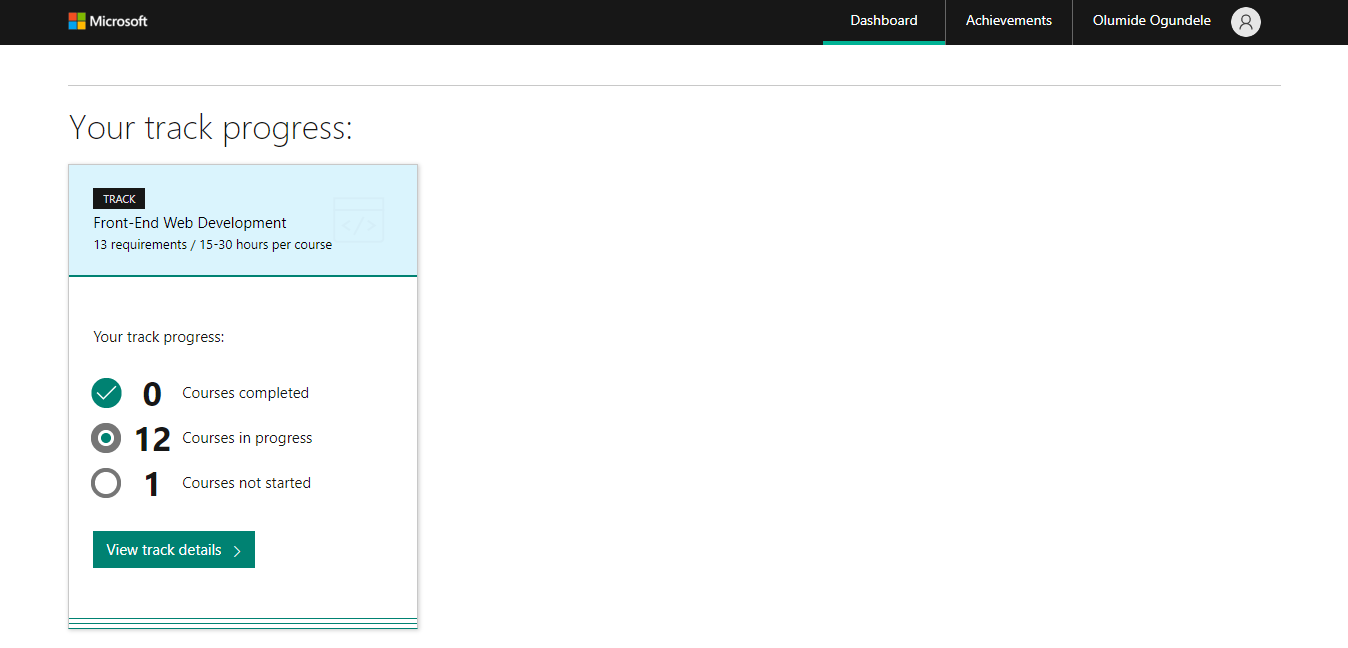 Microsoft
Dashboard
Achievements
Olumide Ogundele
Your track progress:
TRACK
Front-End Web Development
13 requirements / 15-30 hours per course
Your track progress:
0 Courses completed
12 Courses in progress
1 Courses not started
View track details